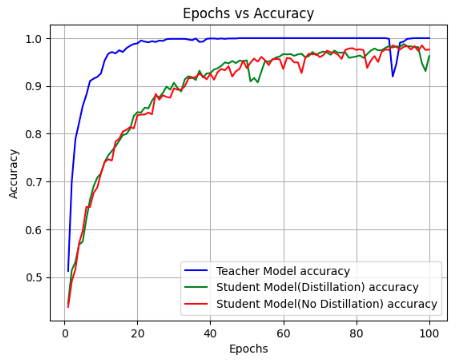 Epochs vs Accuracy
1.0
0.9
0.8
0.7
0.6
0.5
Accuracy
Teacher Model accuracy
Student Model(Distillation) accuracy
Student Model(No Distillation) accuracy
0 20 40 60 80 100
Epochs